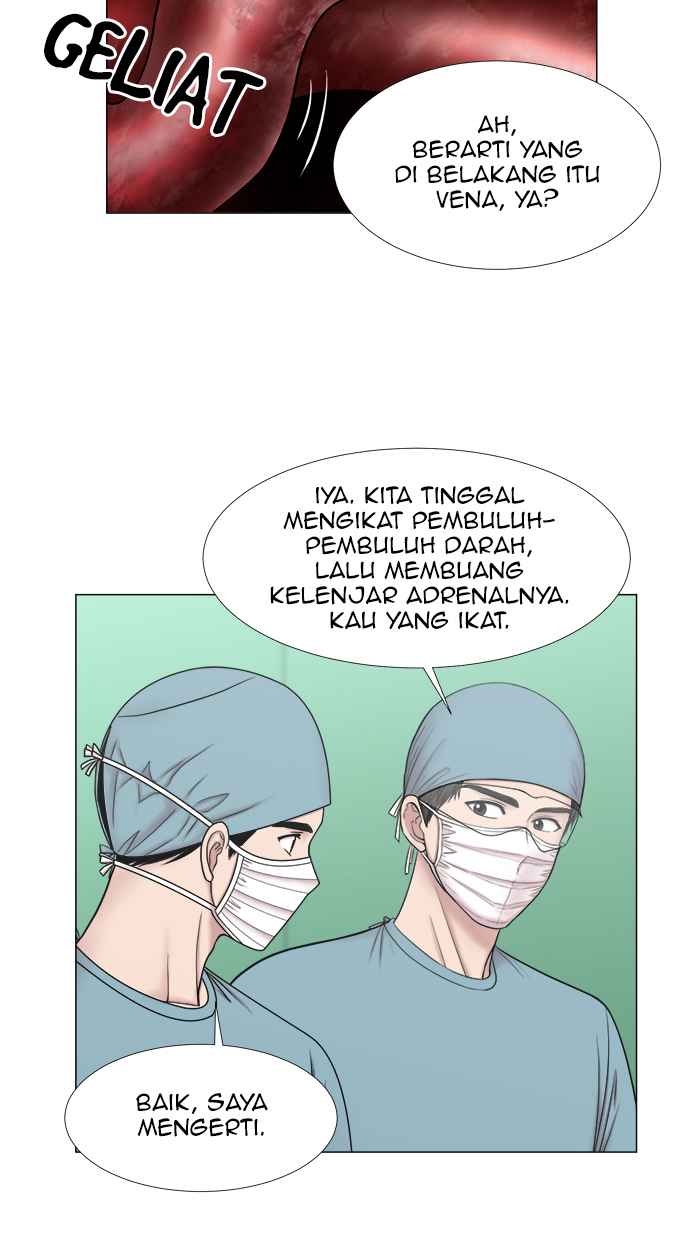 GELIAT
AH,
BERARTI YANG
DI BELAKANG ITU
VENA, YA?
IYA. KITA TINGGAL
MENGIKAT PEMBULUH-
PEMBULUH DARAH,
LALU MEMBUANG
KELENJAR ADRENALNYA.
KAU YANG IKAT.
BAIK, SAYA
MENGERTI.